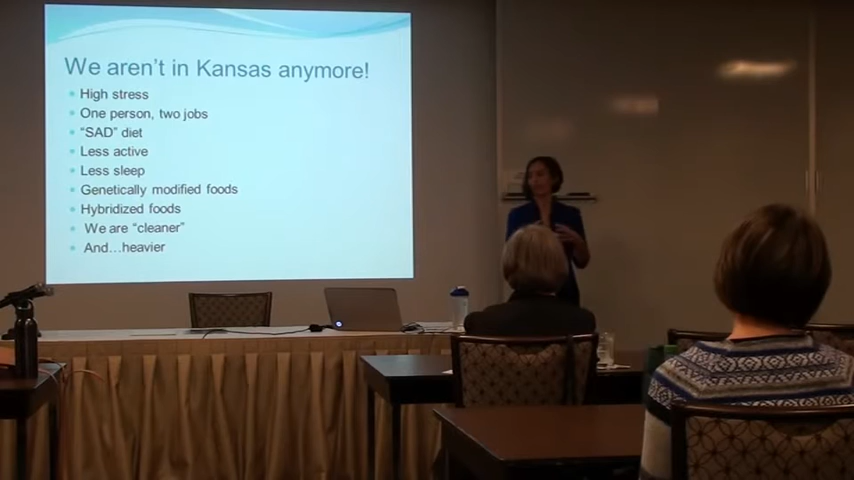 We aren't in Kansas anymore!
High stress
One person, two jobs
"SAD" diet
Less active
Less sleep
Genetically modified foods
Hybridized foods
We are "cleaner"
And…heavier